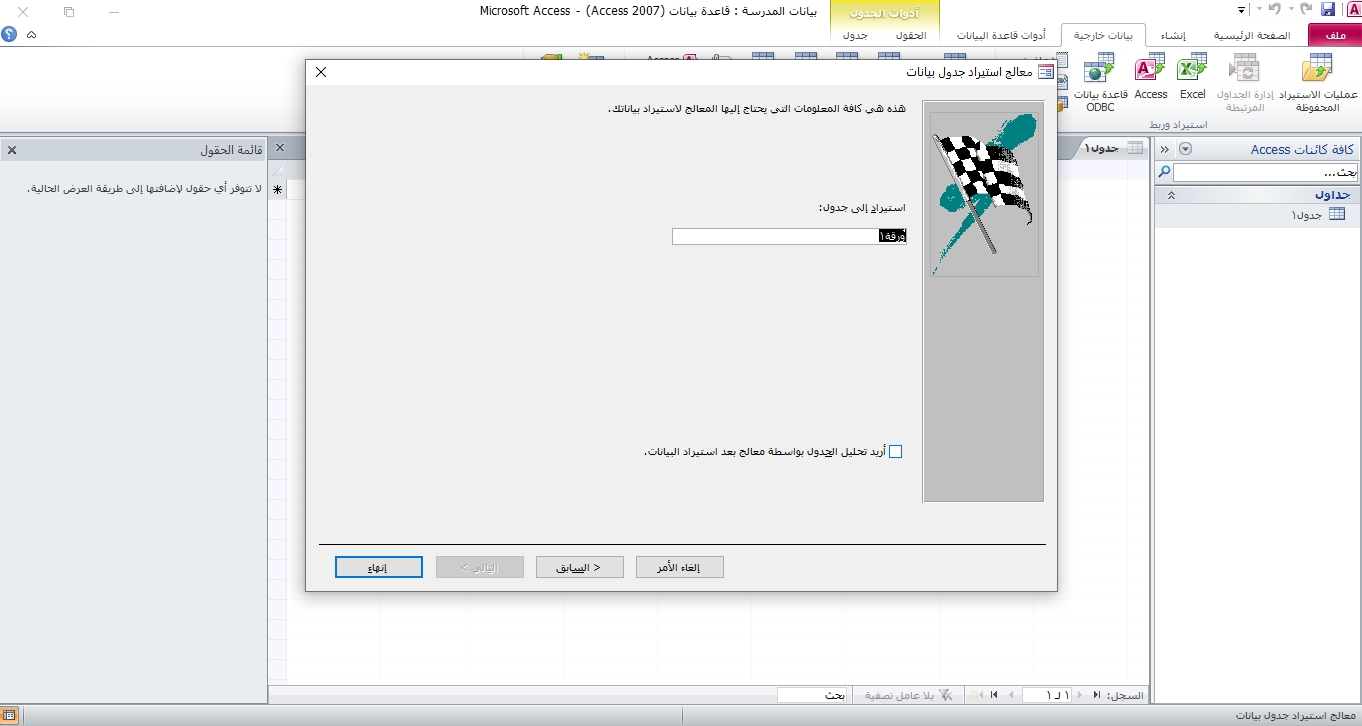 بيانات المدرسة : قاعدة بيانات (Access 2007) - Microsoft Access
أدوات الجدول
ملف
الصفحة الرئيسية
إنشاء
بيانات خارجية
أدوات قاعدة البيانات
الحقول
جدول
عمليات الاستيراد المحفوظة
إدارة الجداول المرتبطة
Excel
Access
قاعدة بيانات ODBC
استيراد وربط
كافة كائنات Access
بحث...
جداول
جدول١
جدول١
قائمة الحقول
لا تتوفر أي حقول لإضافتها إلى طريقة العرض الحالية.
معالج استيراد جدول بيانات
هذه هي كافة المعلومات التي يحتاج إليها المعالج لاستيراد بياناتك.
استيراد إلى جدول:
ورقة١
أريد تحليل الجدول بواسطة معالج بعد استيراد البيانات.
إلغاء الأمر
< السابق
التالي >
إنهاء
السجل:
١ لـ ١
بلا عامل تصفية
بحث
معالج استيراد جدول بيانات